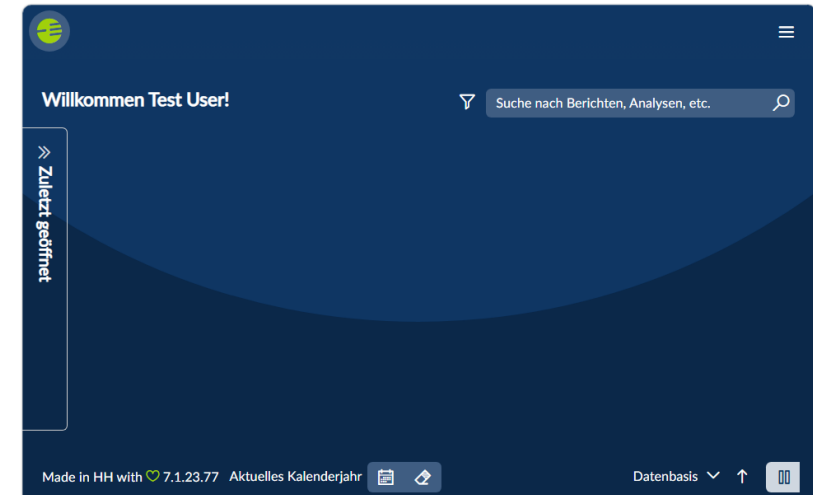 Willkommen Test User!
Suche nach Berichten, Analysen, etc.
Zuletzt geöffnet
Made in HH with 7.1.23.77 Aktuelles Kalenderjahr
Datenbasis